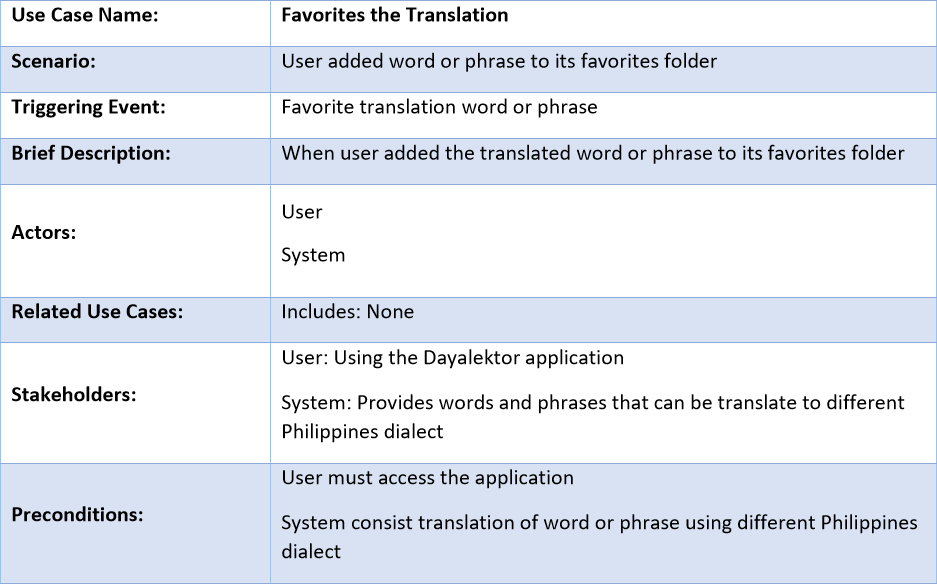 Use Case Name: Favorites the Translation
Scenario: User added word or phrase to its favorites folder
Triggering Event: Favorite translation word or phrase
Brief Description: When user added the translated word or phrase to its favorites folder
Actors:
User
System
Related Use Cases: Includes: None
Stakeholders:
User: Using the Dayalektor application
System: Provides words and phrases that can be translate to different
Philippines dialect
Preconditions:
User must access the application
System consist translation of word or phrase using different Philippines
dialect